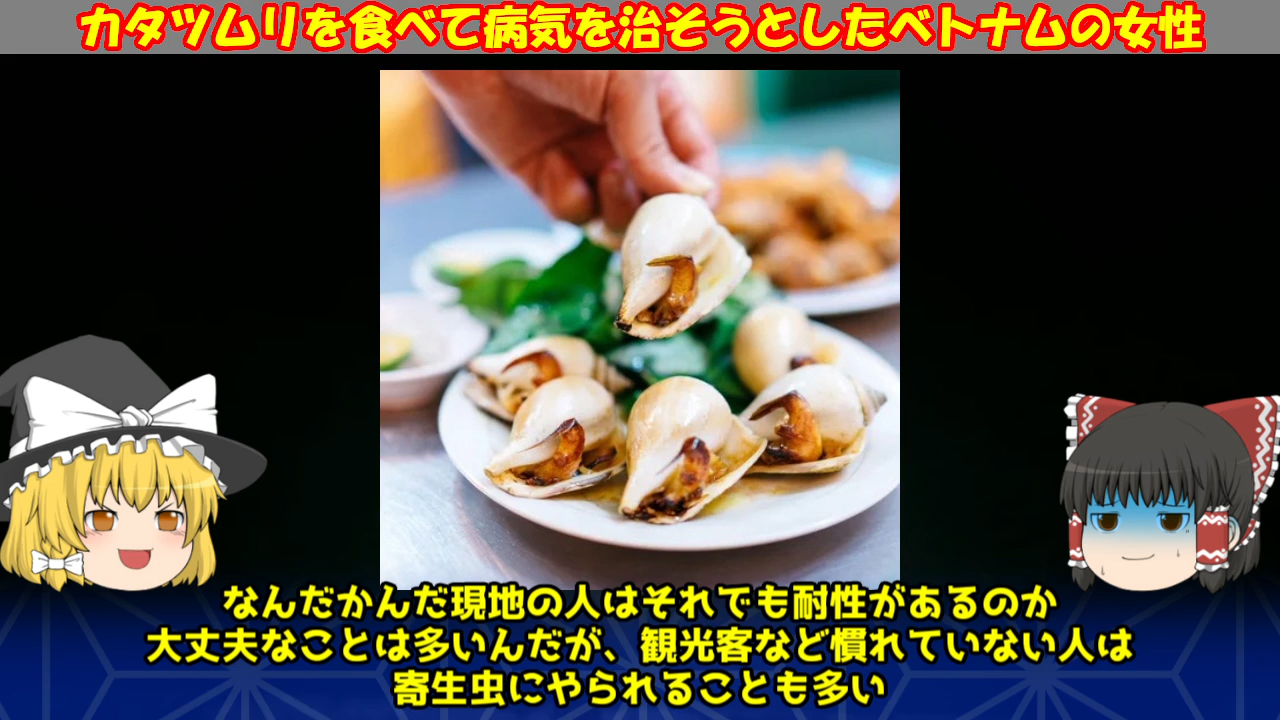 カタツムリを食べて病気を治そうとしたベトナムの女性
なんだかんだ現地の人はそれでも耐性があるのか
大丈夫なことは多いんだが、観光客など慣れていない人は
寄生虫にやられることも多い